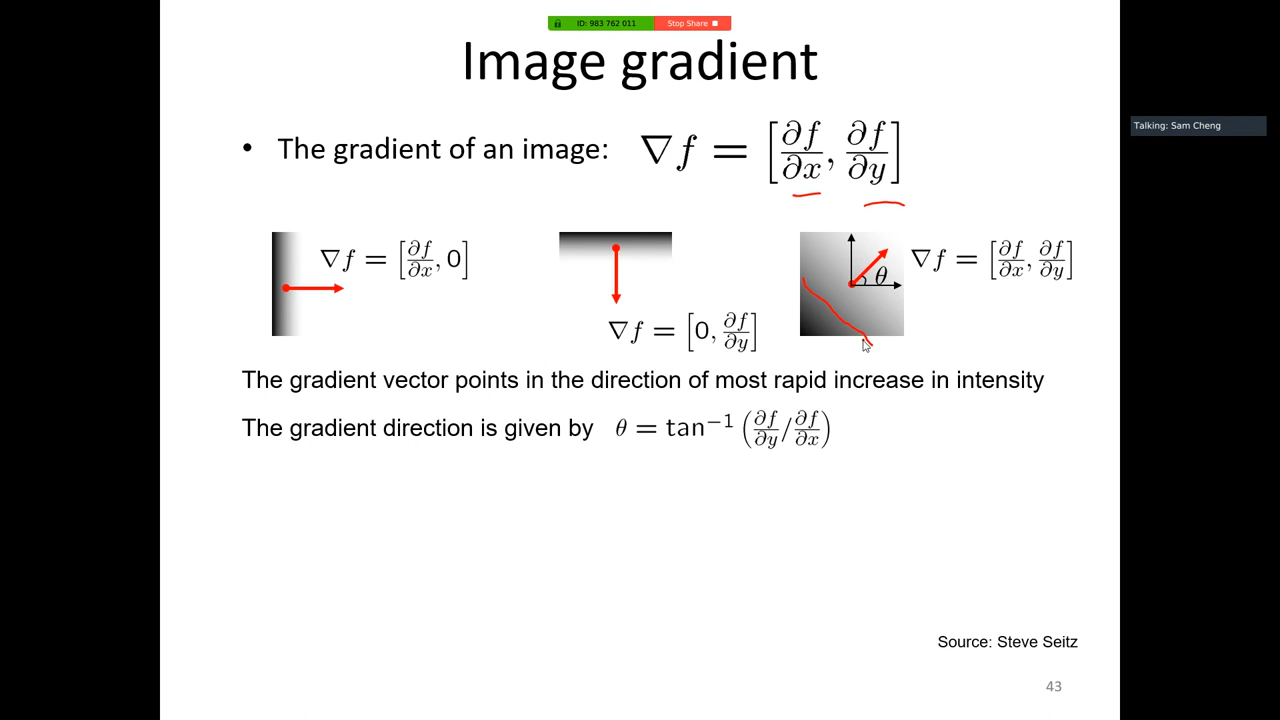 ID: 983 762 011 Stop Share
Image gradient
Talking: Sam Cheng
• The gradient of an image: ∇f = [∂f/∂x, ∂f/∂y]
∇f = [∂f/∂x, 0]
∇f = [0, ∂f/∂y]
θ
∇f = [∂f/∂x, ∂f/∂y]
The gradient vector points in the direction of most rapid increase in intensity
The gradient direction is given by θ = tan⁻¹ (∂f/∂y / ∂f/∂x)
Source: Steve Seitz
43